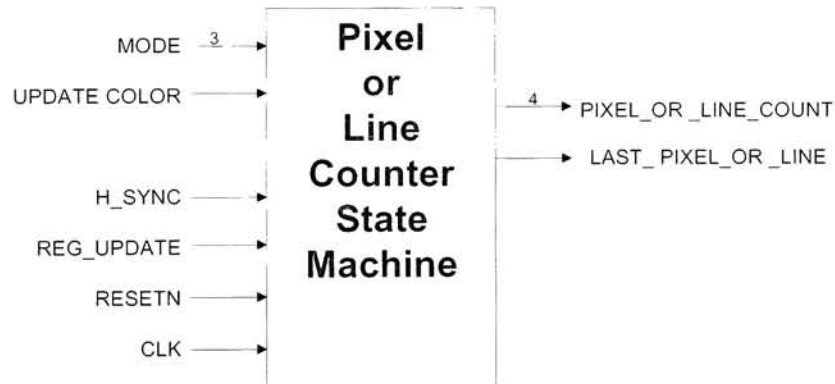 MODE
3
UPDATE COLOR
H_SYNC
REG_UPDATE
RESETN
CLK
Pixel
or
Line
Counter
State
Machine
4
PIXEL_OR _LINE_COUNT
LAST_ PIXEL_OR _LINE